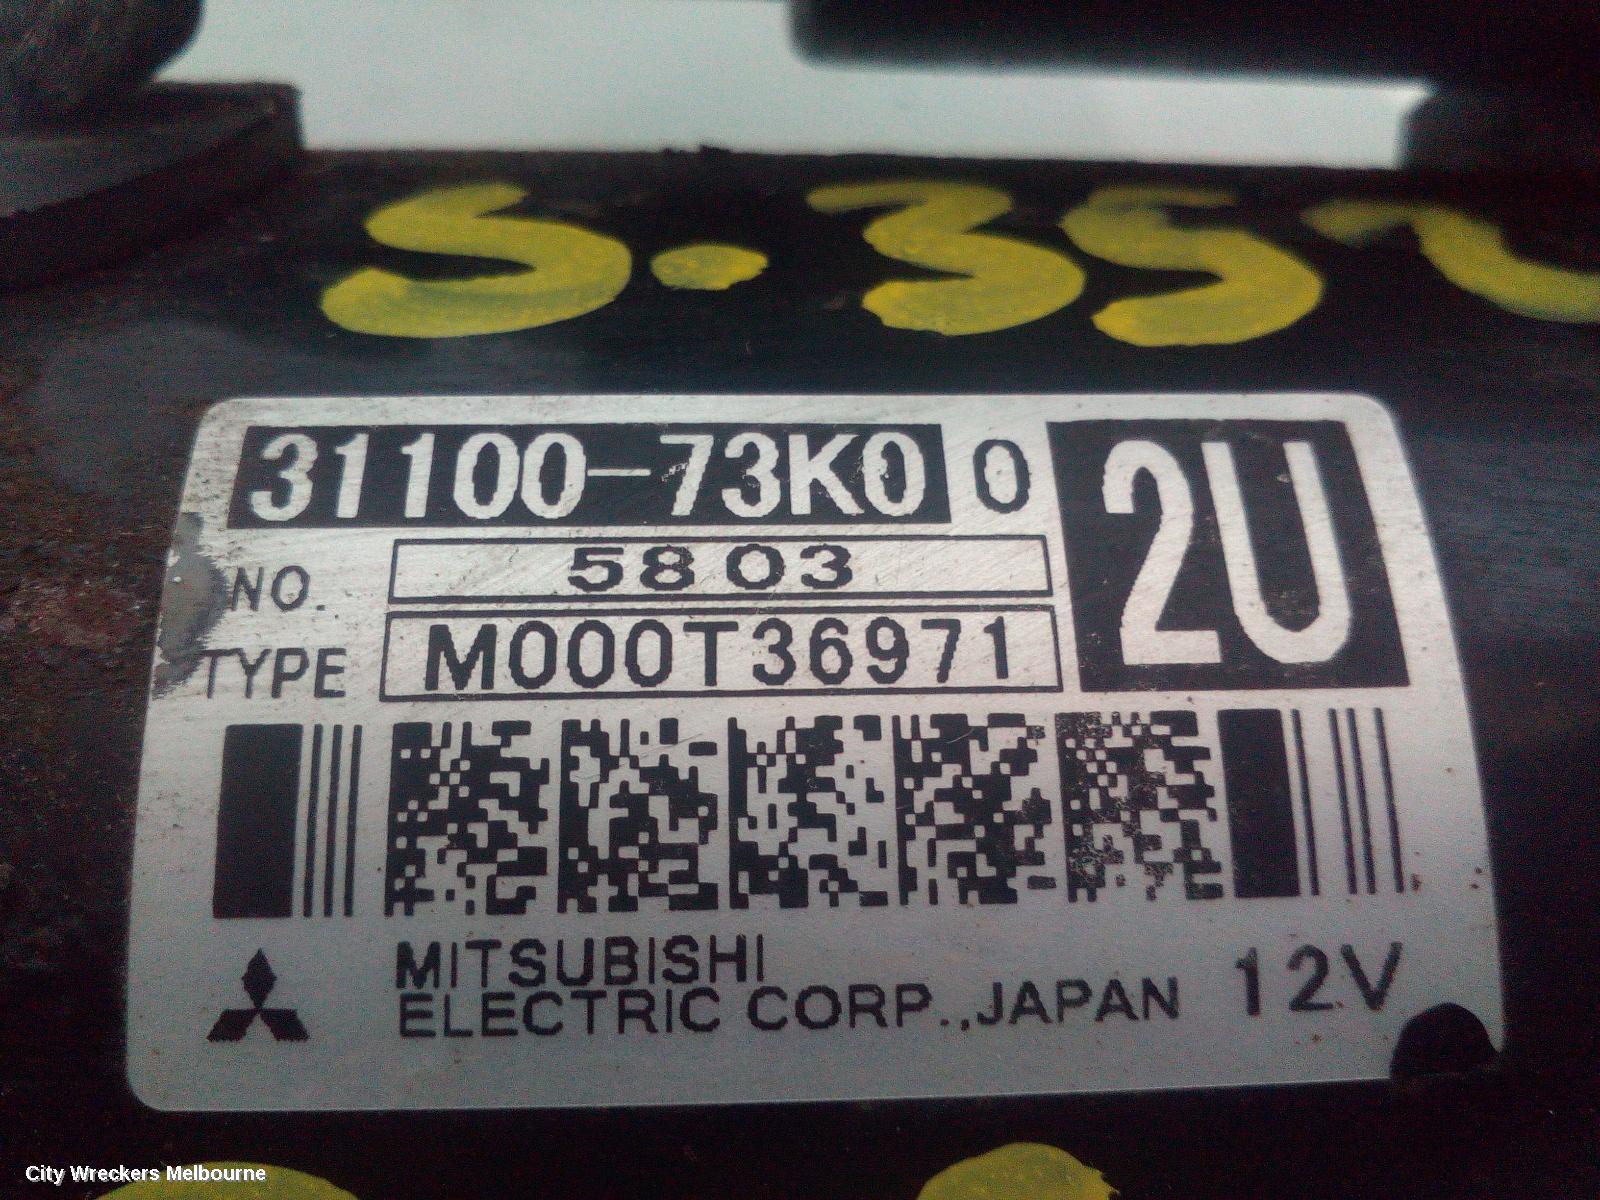 S.35
31100-73K0 0
2U
NO. 5803
TYPE M000T36971
MITSUBISHI
ELECTRIC CORP.,JAPAN 12V
City Wreckers Melbourne